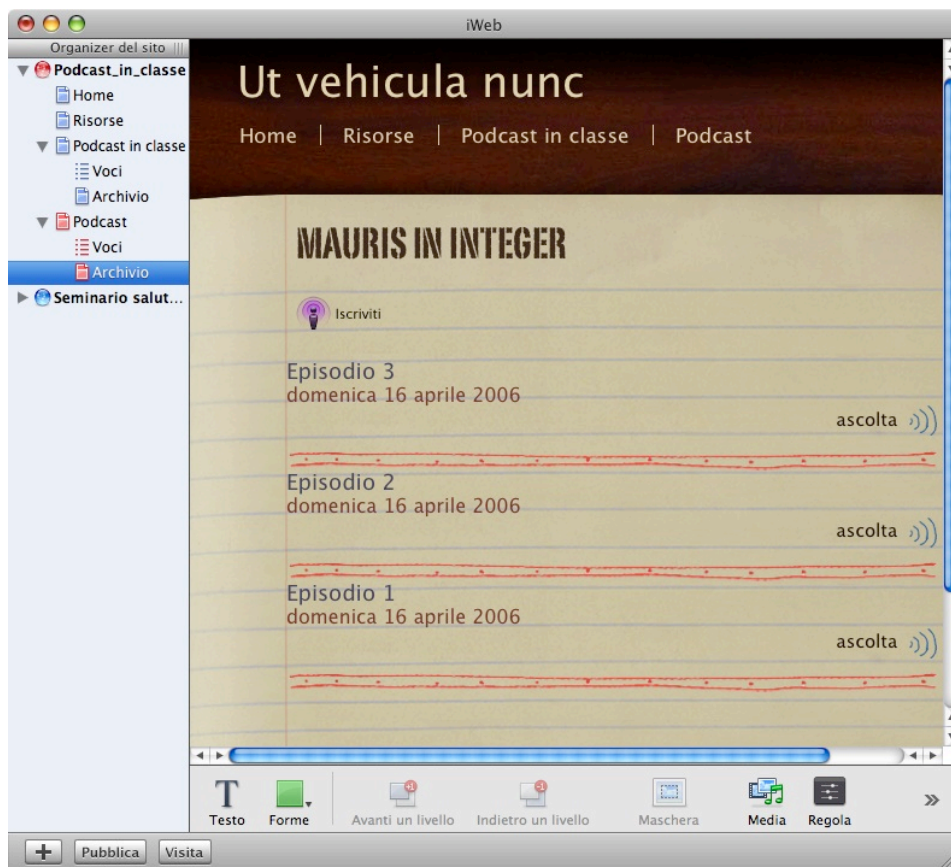 iWeb
Organizer del sito
Podcast_in_classe
Home
Risorse
Podcast in classe
Voci
Archivio
Podcast
Voci
Archivio
Seminario salut...
Ut vehicula nunc
Home | Risorse | Podcast in classe | Podcast
MAURIS IN INTEGER
Iscriviti
Episodio 3
domenica 16 aprile 2006
ascolta
Episodio 2
domenica 16 aprile 2006
ascolta
Episodio 1
domenica 16 aprile 2006
ascolta
Testo Forme Avanti un livello Indietro un livello Maschera Media Regola
Pubblica Visita